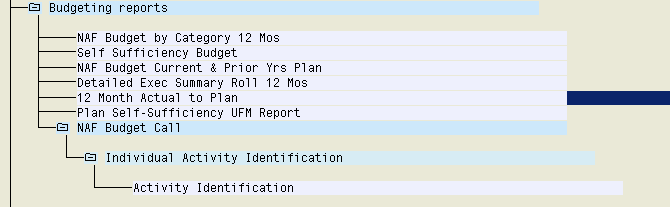 Budgeting reports
NAF Budget by Category 12 Mos
Self Sufficiency Budget
NAF Budget Current & Prior Yrs Plan
Detailed Exec Summary Roll 12 Mos
12 Month Actual to Plan
Plan Self-Sufficiency UFM Report
NAF Budget Call
Individual Activity Identification
Activity Identification